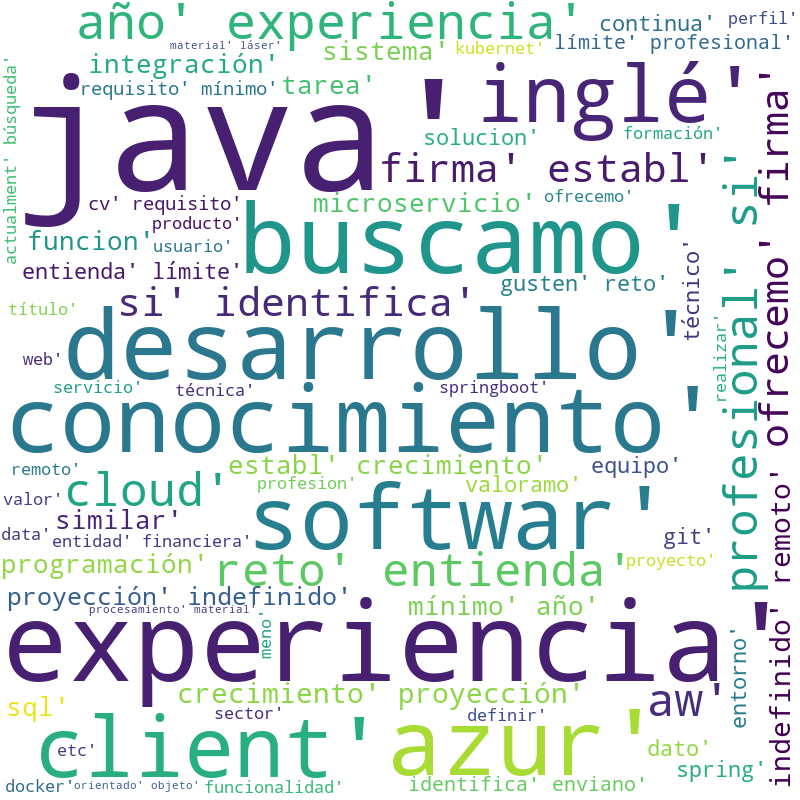 año' experiencia'
continua'
perfil'
material' láser'
sistema'
kubernet'
límite' profesional'
integración'
java'
inglé'
requisito' mínimo'
tarea'
actualment' búsqueda'
solucion'
formación'
firma' establ'
cv' requisito'
microservicio'
ofrecemo'
producto'
buscamo'
funcion'
usuario'
entienda' límite'
gusten' reto'
técnico'
si' identifica'
título'
desarrollo'
web'
realizar'
profesional' si'
ofrecemo' firma'
servicio'
técnica'
springboot'
conocimiento'
remoto'
establ' crecimiento'
equipo'
cloud'
profesion'
valoramo'
valor'
softwar'
similar'
data'
entidad' financiera'
git'
programación'
reto' entienda'
proyecto'
proyección' indefinido'
procesamiento' material'
mínimo' año'
meno'
experiencia'
indefinido' remoto'
entorno'
crecimiento' proyección'
sql'
sector'
definir'
aw'
client'
azur'
etc'
dato'
spring'
docker'
orientado' objeto'
funcionalidad'
identifica' enviano'